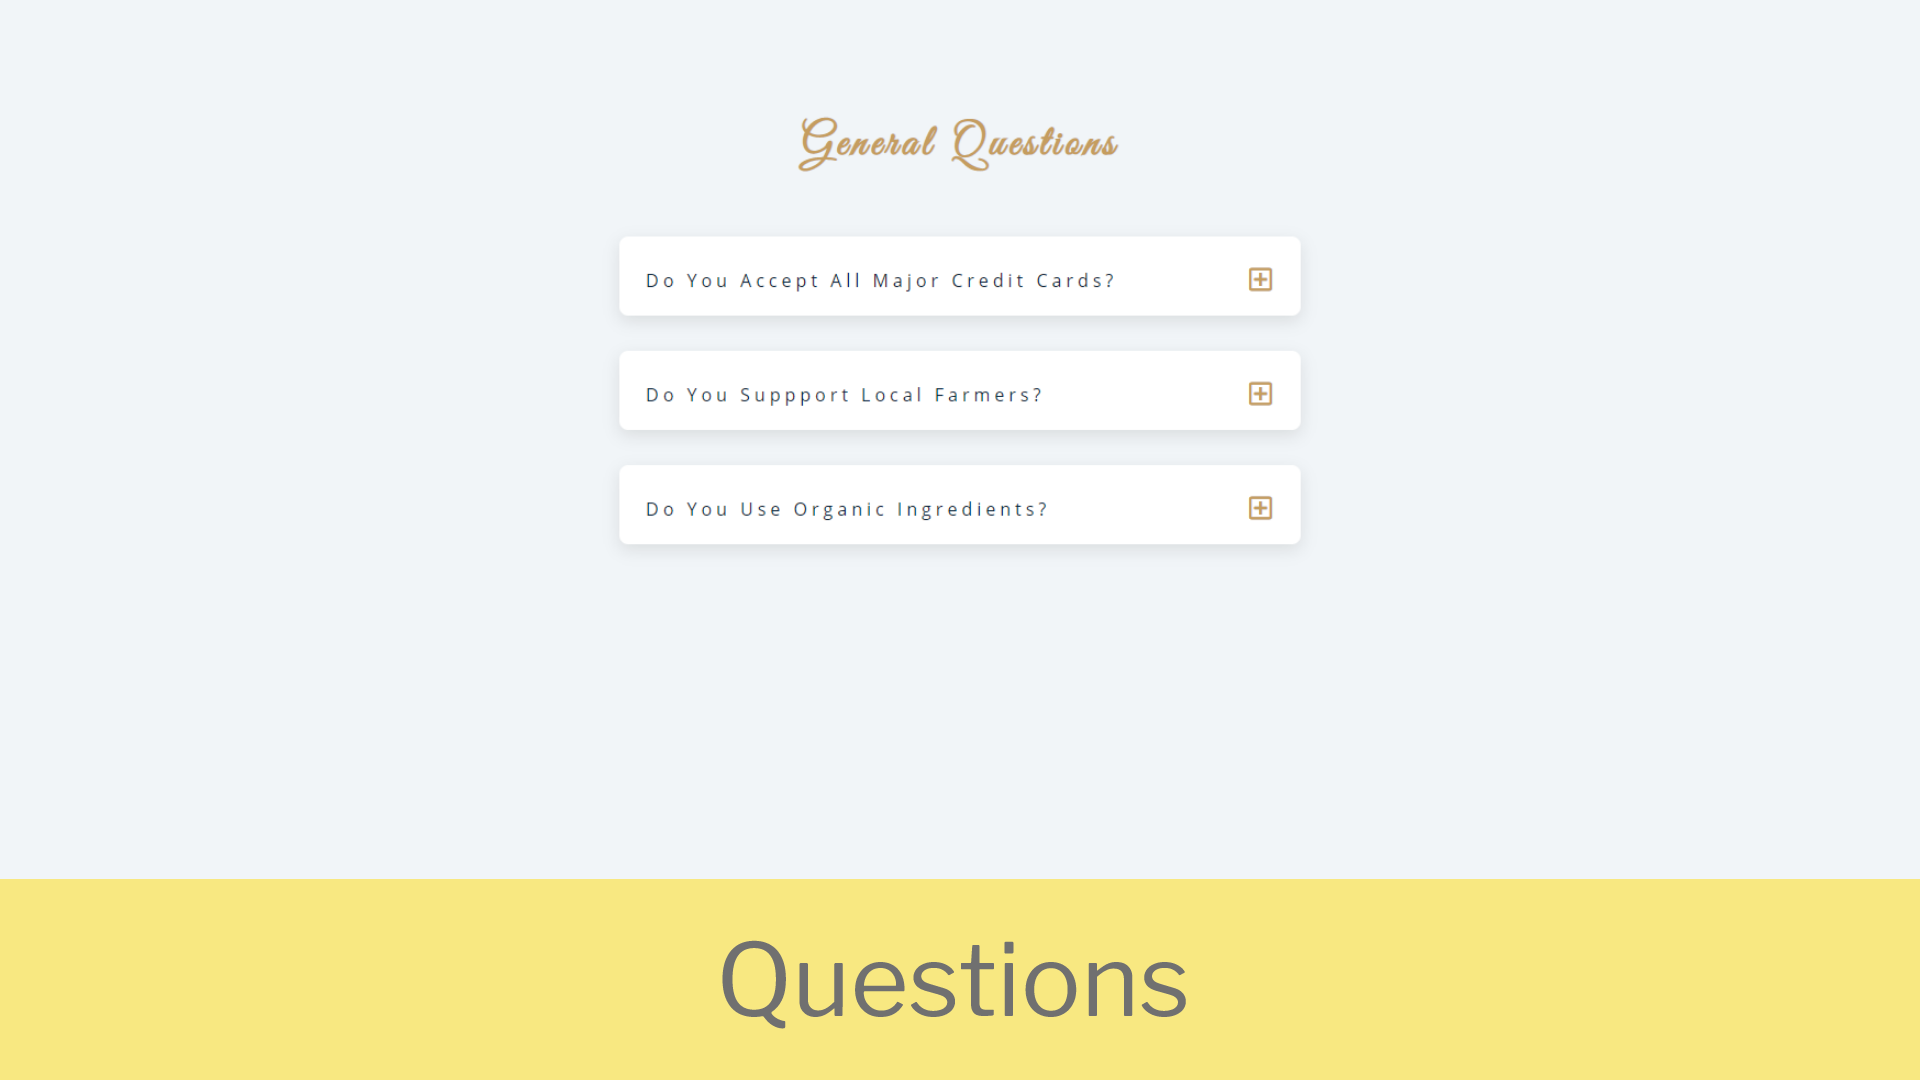 General Questions
Do You Accept All Major Credit Cards?
Do You Suppport Local Farmers?
Do You Use Organic Ingredients?
Questions